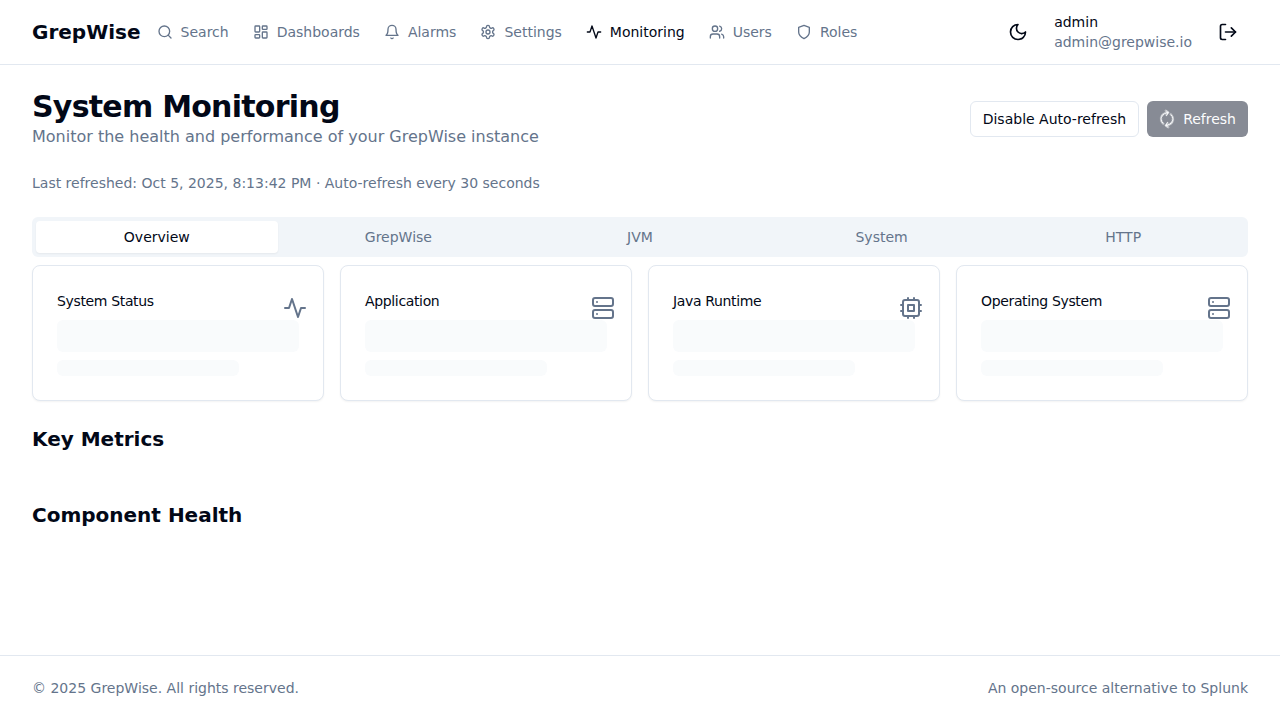 GrepWise Search Dashboards Alarms Settings Monitoring Users Roles admin
admin@grepwise.io
System Monitoring
Monitor the health and performance of your GrepWise instance
Disable Auto-refresh Refresh
Last refreshed: Oct 5, 2025, 8:13:42 PM · Auto-refresh every 30 seconds
Overview GrepWise JVM System HTTP
System Status Application Java Runtime Operating System
Key Metrics
Component Health
© 2025 GrepWise. All rights reserved. An open-source alternative to Splunk